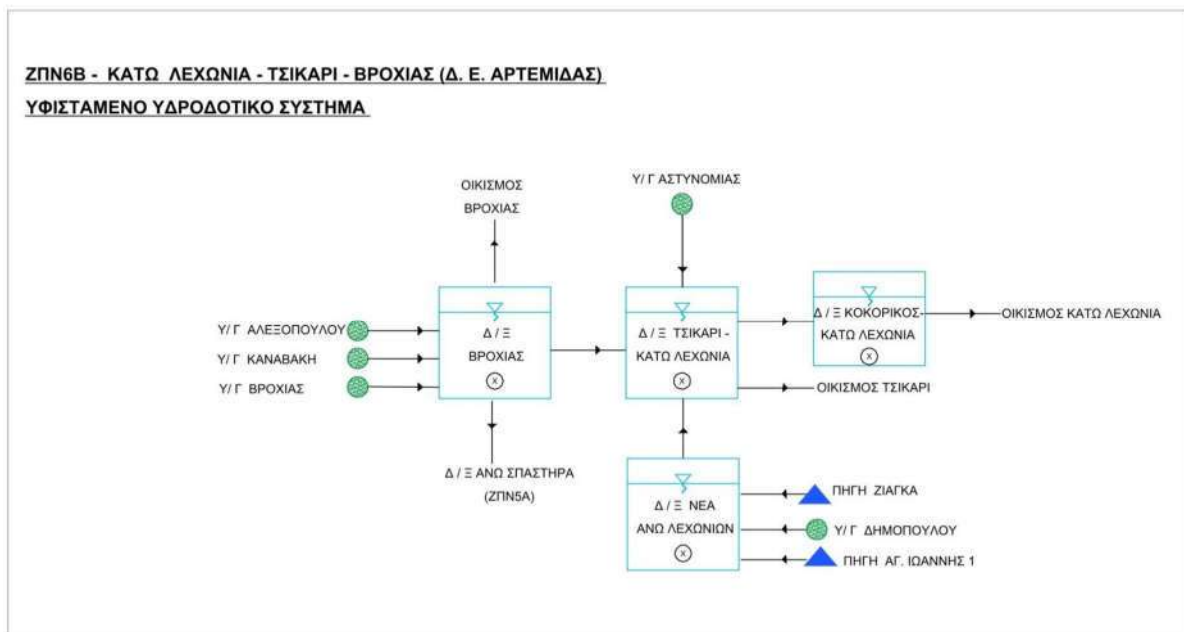 ΖΠΝ6Β - ΚΑΤΩ ΛΕΧΩΝΙΑ - ΤΣΙΚΑΡΙ - ΒΡΟΧΙΑΣ (Δ. Ε. ΑΡΤΕΜΙΔΑΣ)
ΥΦΙΣΤΑΜΕΝΟ ΥΔΡΟΔΟΤΙΚΟ ΣΥΣΤΗΜΑ
Υ/ Γ ΑΣΤΥΝΟΜΙΑΣ
ΟΙΚΙΣΜΟΣ
ΒΡΟΧΙΑΣ
Υ/ Γ ΑΛΕΞΟΠΟΥΛΟΥ
Υ/ Γ ΚΑΝΑΒΑΚΗ
Υ/ Γ ΒΡΟΧΙΑΣ
Δ / Ξ
ΒΡΟΧΙΑΣ
X
Δ / Ξ ΤΣΙΚΑΡΙ -
ΚΑΤΩ ΛΕΧΩΝΙΑ
X
Δ / Ξ ΚΟΚΟΡΙΚΟΣ-
ΚΑΤΩ ΛΕΧΩΝΙΑ
X
ΟΙΚΙΣΜΟΣ ΚΑΤΩ ΛΕΧΩΝΙΑ
ΟΙΚΙΣΜΟΣ ΤΣΙΚΑΡΙ
Δ / Ξ ΑΝΩ ΣΠΑΣΤΗΡΑ
(ΖΠΝ5Α)
Δ / Ξ ΝΕΑ
ΑΝΩ ΛΕΧΩΝΙΩΝ
X
ΠΗΓΗ ΖΙΑΓΚΑ
Υ/ Γ ΔΗΜΟΠΟΥΛΟΥ
ΠΗΓΗ ΑΓ. ΙΩΑΝΝΗΣ 1